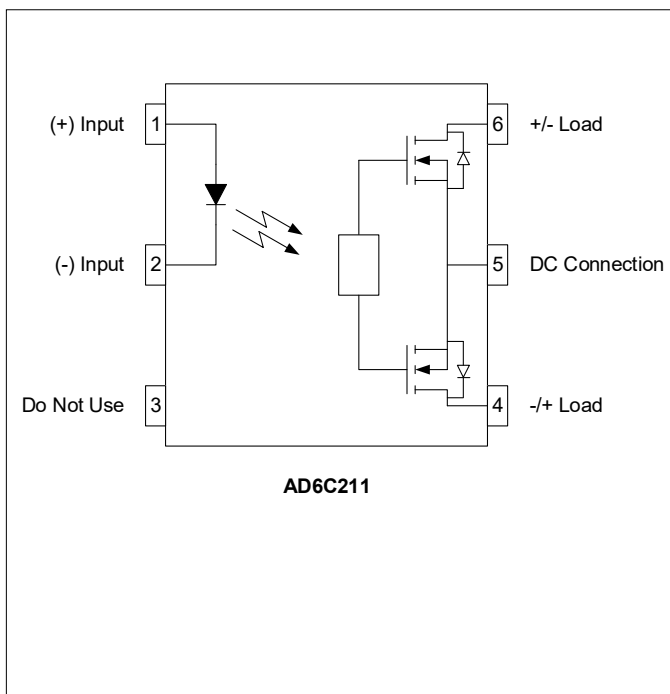 (+) Input 1
6 +/- Load
(-) Input 2
5 DC Connection
Do Not Use 3
4 -/+ Load
AD6C211